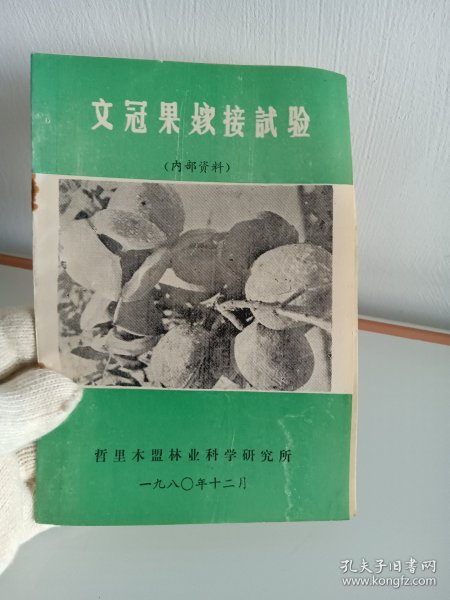 文冠果嫁接試验
(内部资料)
哲里木盟林业科学研究所
一九八〇年十二月
孔夫子旧书网
www.kongfz.com